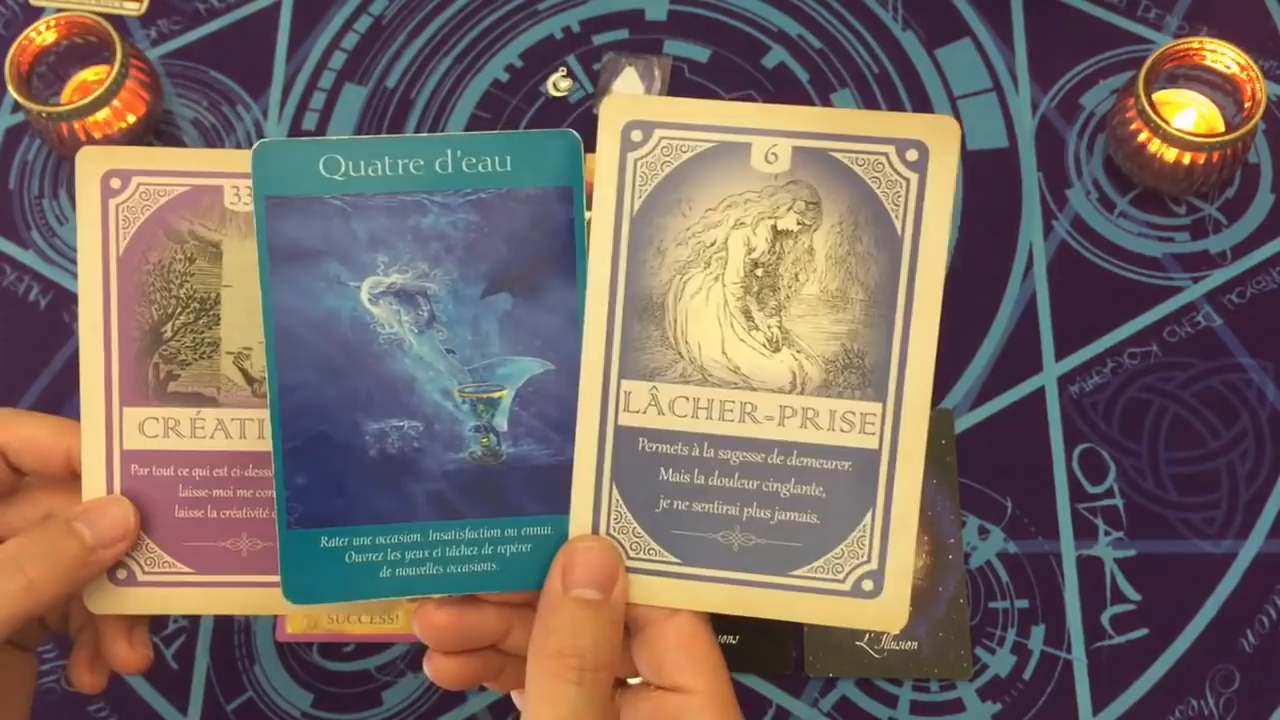 33
CRÉATI
Par tout ce qui est ci-dessu
laisse-moi me con
laisse la créativité d
Quatre d'eau
Rater une occasion. Insatisfaction ou ennui.
Ouvrez les yeux et tâchez de repérer
de nouvelles occasions.
6
LÂCHER-PRISE
Permets à la sagesse de demeurer.
Mais la douleur cinglante,
je ne sentirai plus jamais.
SUCCESS!
sons
L'Illusion
OTAKU